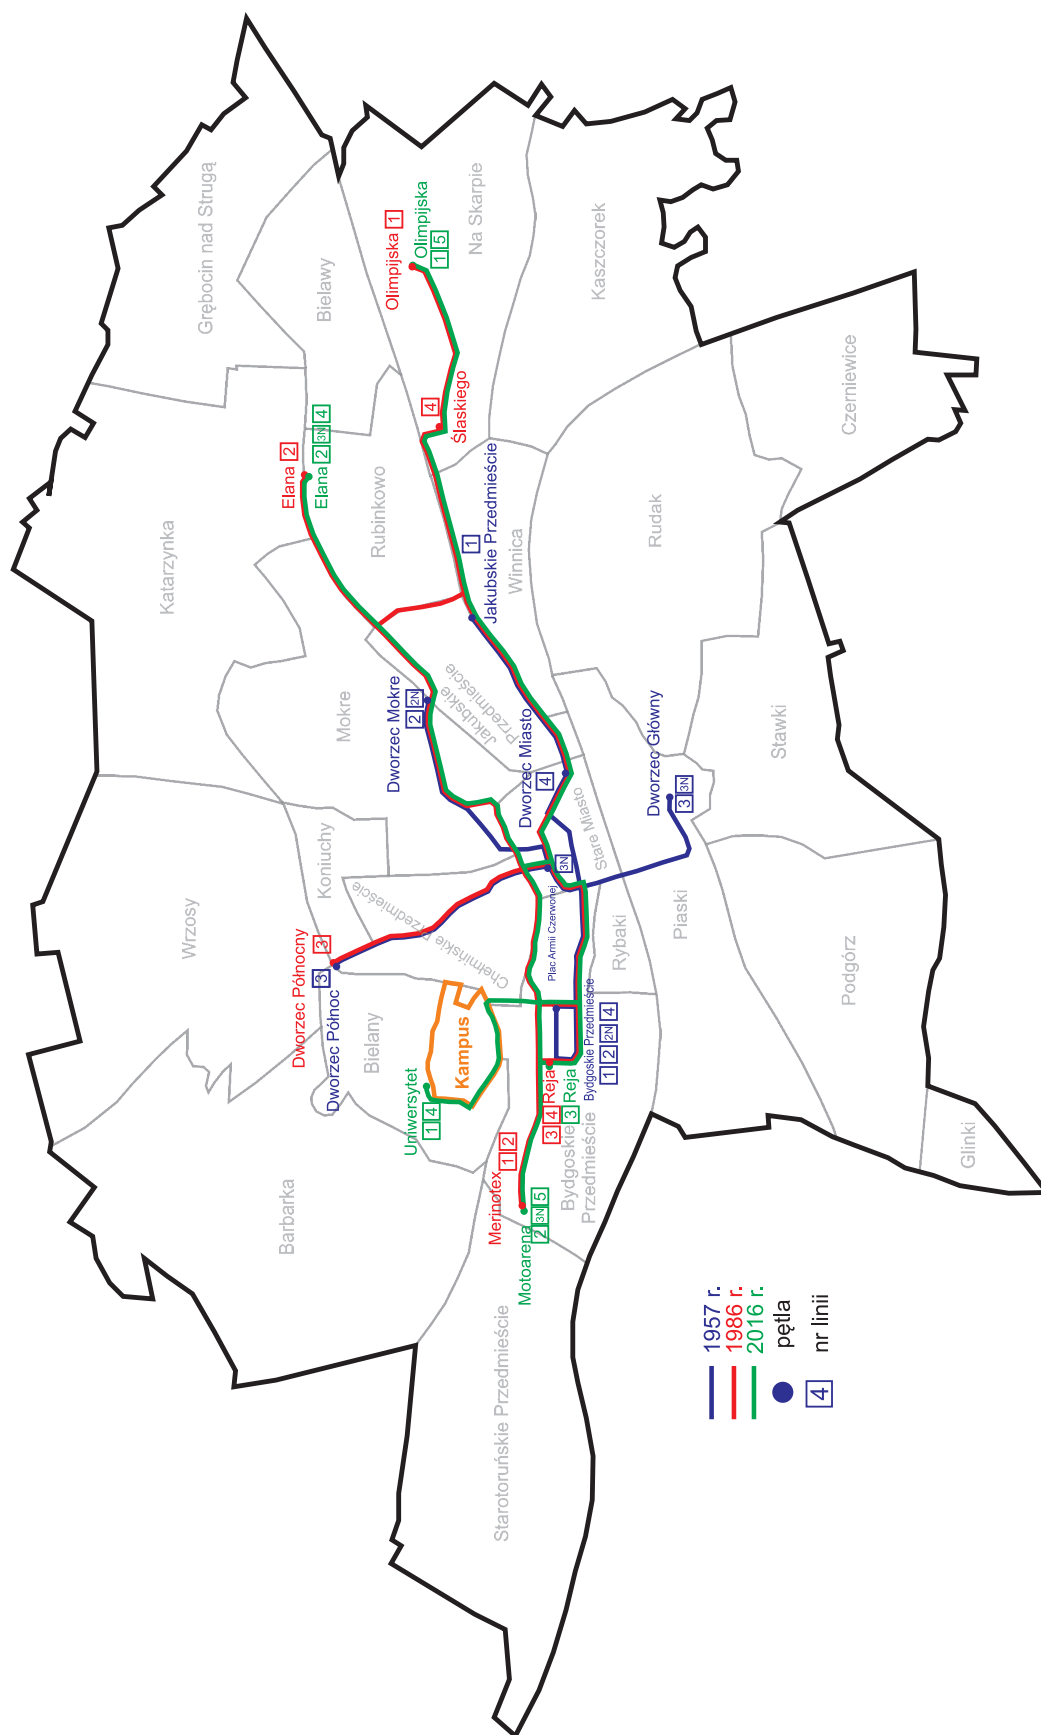 Grębocin nad Strugą
Bielawy
Na Skarpie
Kaszczorek
Czerniewice
Katarzynka
Rubinkowo
Winnica
Rudak
Mokre
Jakubskie
Przedmieście
Stawki
Wrzosy
Koniuchy
Chełmińskie Przedmieście
Stare Miasto
Rybaki
Piaski
Podgórz
Bielany
Barbarka
Bydgoskie
Przedmieście
Glinki
Starotoruńskie Przedmieście
Olimpijska 1
Olimpijska
1 5
4
Ślaskiego
Elana 2
Elana 2 3N 4
1
Jakubskie Przedmieście
Dworzec Mokre
2 2N
Dworzec Miasto
4
Dworzec Główny
3 3N
3N
Plac Armii Czerwonej
Dworzec Północny 3
3
Dworzec Północ
Kampus
Uniwersytet
1 4
Bydgoskie Przedmieście
1 2 2N 4
3 4 Reja
3 Reja
Merinotex 1 2
Motoarena
2 3N 5
1957 r.
1986 r.
2016 r.
pętla
4 nr linii